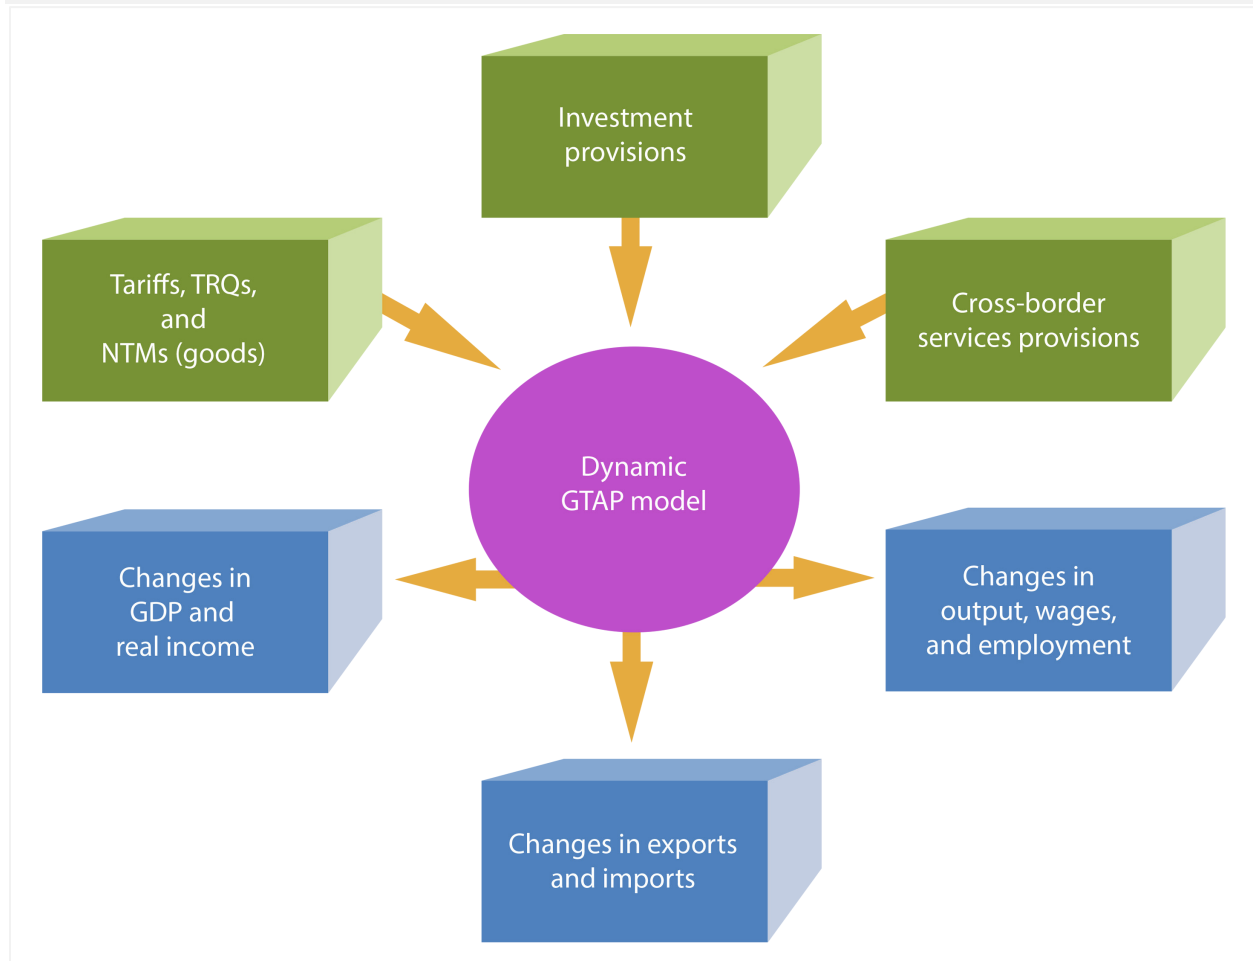 Investment
provisions
Tariffs, TRQs,
and
NTMs (goods)
Cross-border
services provisions
Dynamic
GTAP model
Changes in
GDP and
real income
Changes in
output, wages,
and employment
Changes in exports
and imports